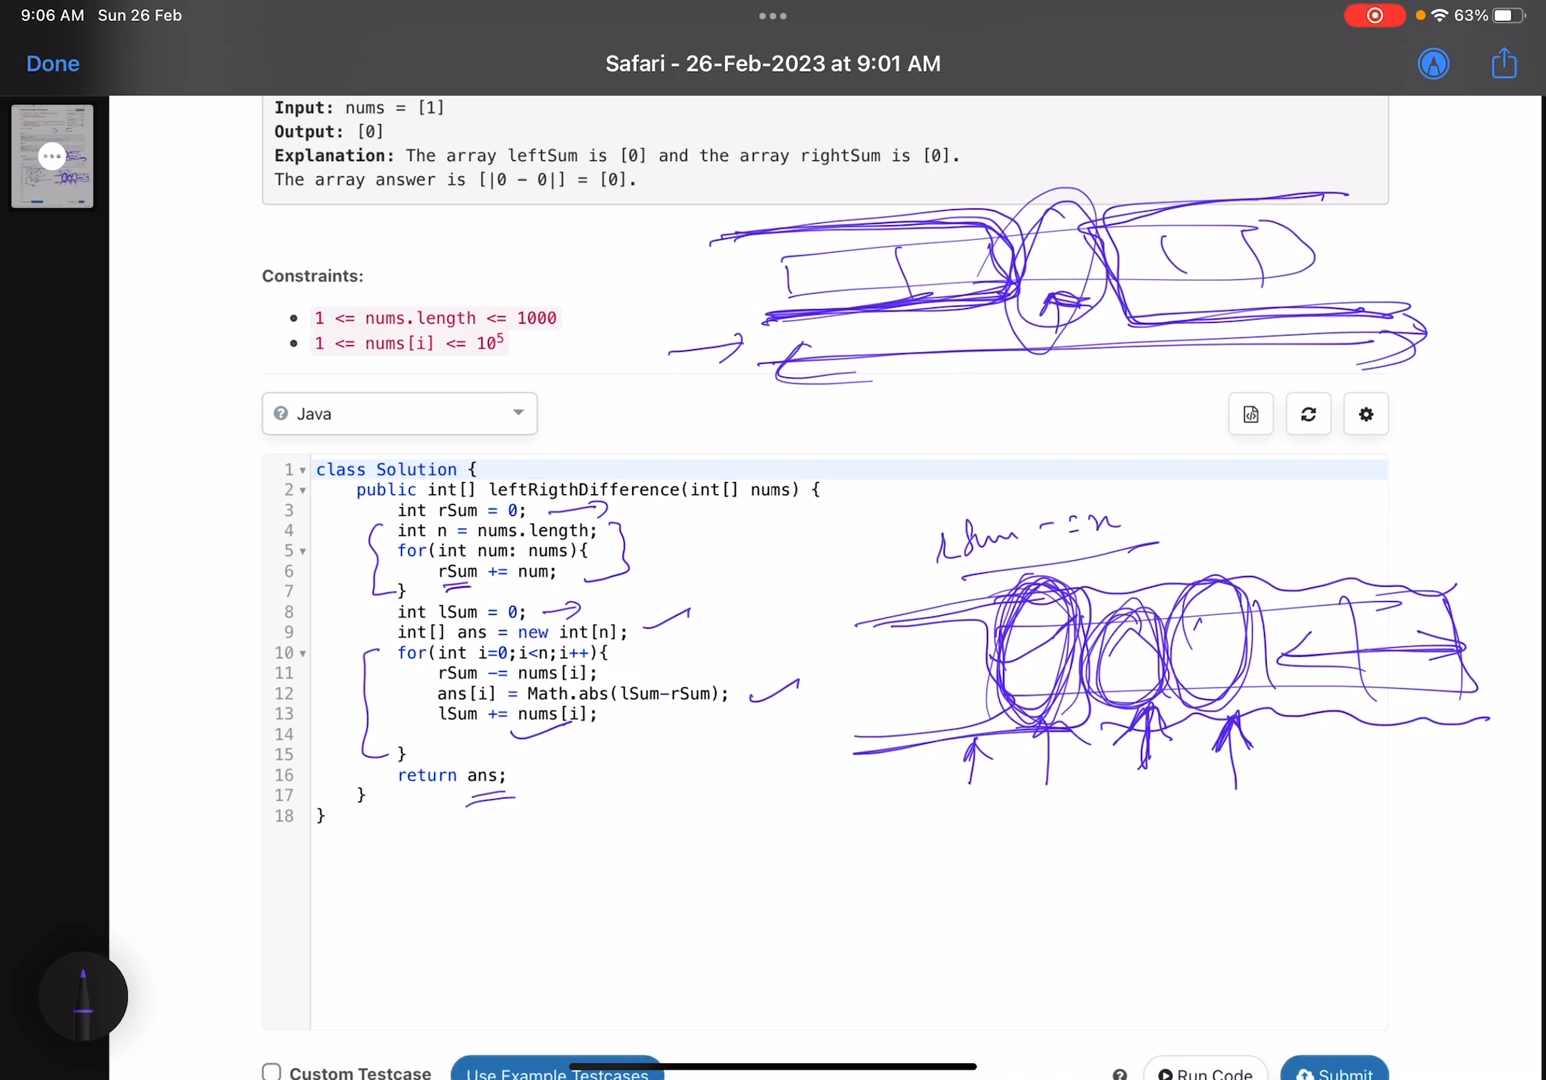 9:06 AM Sun 26 Feb
63%
Done
Safari - 26-Feb-2023 at 9:01 AM
Input: nums = [1]
Output: [0]
Explanation: The array leftSum is [0] and the array rightSum is [0].
The array answer is [|0 - 0|] = [0].
Constraints:
1 <= nums.length <= 1000
1 <= nums[i] <= 10⁵
Java
1 class Solution {
2 public int[] leftRigthDifference(int[] nums) {
3 int rSum = 0;
4 int n = nums.length;
5 for(int num: nums){
6 rSum += num;
7 }
8 int lSum = 0;
9 int[] ans = new int[n];
10 for(int i=0;i<n;i++){
11 rSum -= nums[i];
12 ans[i] = Math.abs(lSum-rSum);
13 lSum += nums[i];
14
15 }
16 return ans;
17 }
18 }
rSum -= x
Custom Testcase
Use Example Testcases
Run Code
Submit